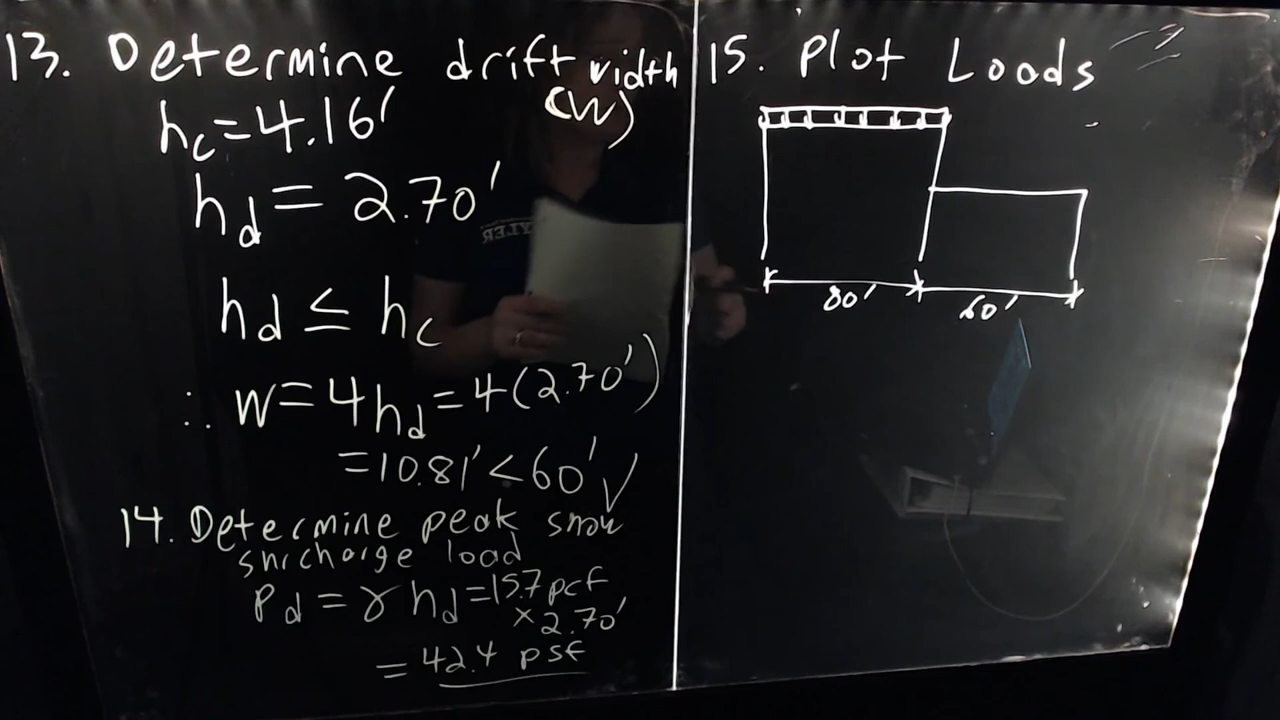 13. Determine drift width
(W)
hc=4.16'
hd = 2.70'
hd ≤ hc
∴ W=4hd=4(2.70')
=10.81'<60' √
14. Determine peak snow
surcharge load
Pd = γ hd=15.7 pcf
× 2.70'
= 42.4 psf
15. Plot Loads
80'
60'